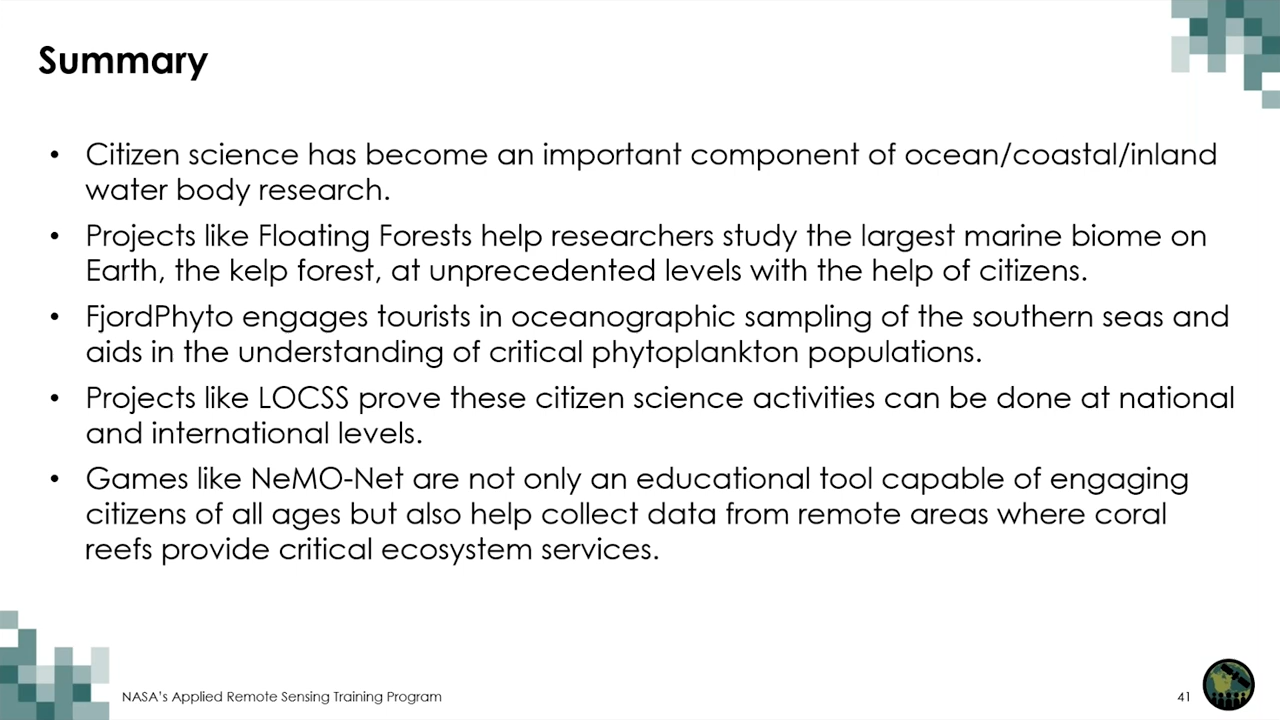 Summary
• Citizen science has become an important component of ocean/coastal/inland
water body research.
• Projects like Floating Forests help researchers study the largest marine biome on
Earth, the kelp forest, at unprecedented levels with the help of citizens.
• FjordPhyto engages tourists in oceanographic sampling of the southern seas and
aids in the understanding of critical phytoplankton populations.
• Projects like LOCSS prove these citizen science activities can be done at national
and international levels.
• Games like NeMO-Net are not only an educational tool capable of engaging
citizens of all ages but also help collect data from remote areas where coral
reefs provide critical ecosystem services.
NASA's Applied Remote Sensing Training Program
41